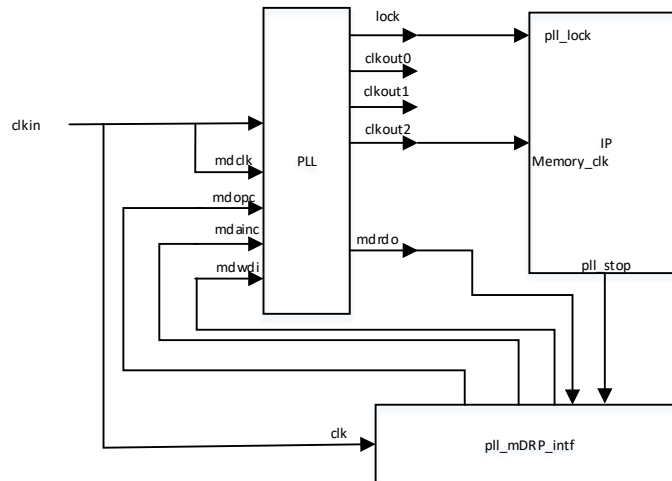 lock
pll_lock
clkout0
clkout1
clkin
clkout2
mdclk
PLL
IP
Memory_clk
mdopc
mdainc
mdrdo
mdwdi
pll_stop
clk
pll_mDRP_intf